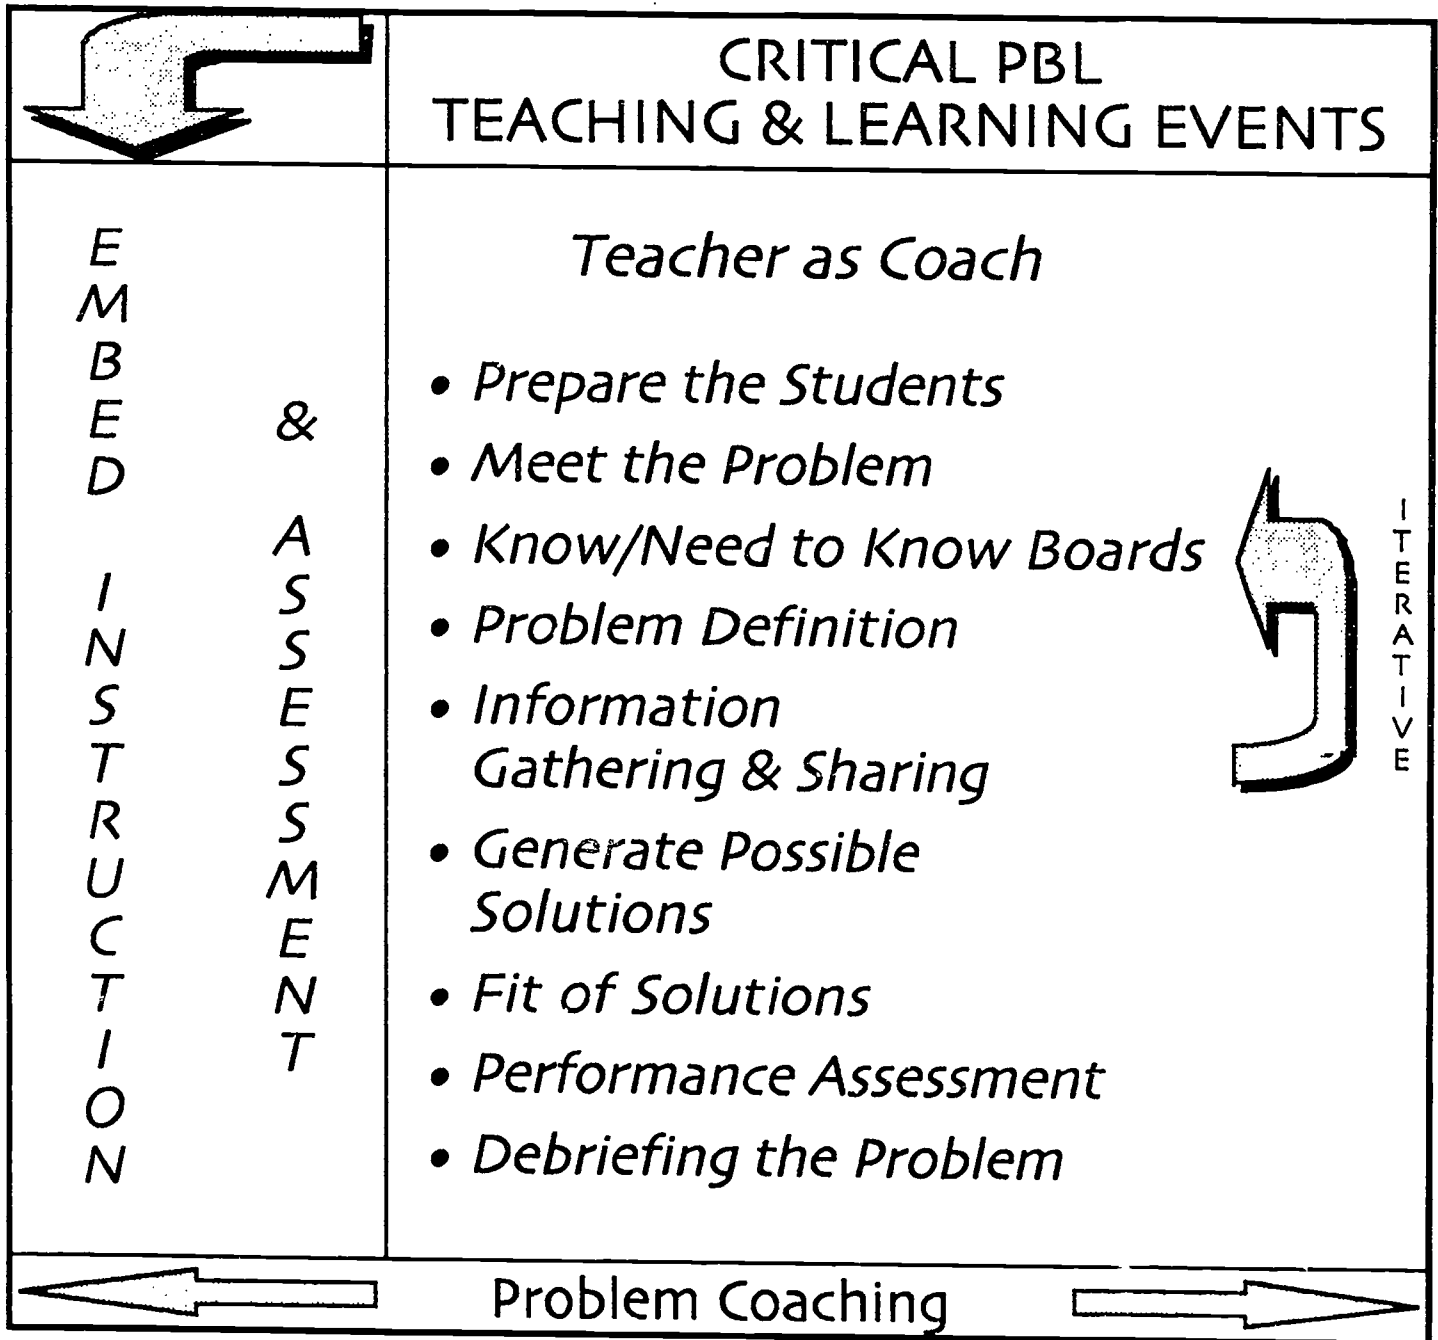 CRITICAL PBL
TEACHING & LEARNING EVENTS
EMBED INSTRUCTION
& ASSESSMENT
Teacher as Coach
• Prepare the Students
• Meet the Problem
• Know/Need to Know Boards
• Problem Definition
• Information
Gathering & Sharing
• Generate Possible
Solutions
• Fit of Solutions
• Performance Assessment
• Debriefing the Problem
ITERATIVE
Problem Coaching